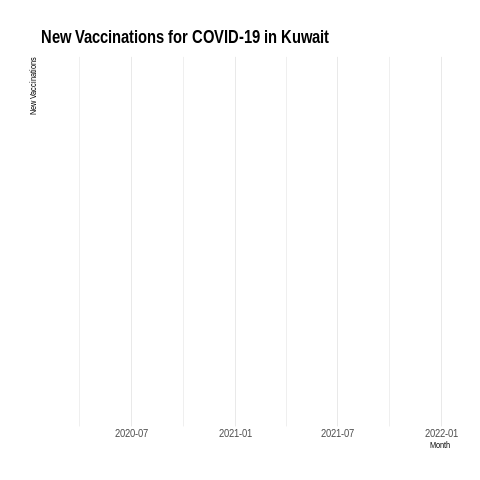 New Vaccinations for COVID-19 in Kuwait
New Vaccinations
2020-07
2021-01
2021-07
2022-01
Month